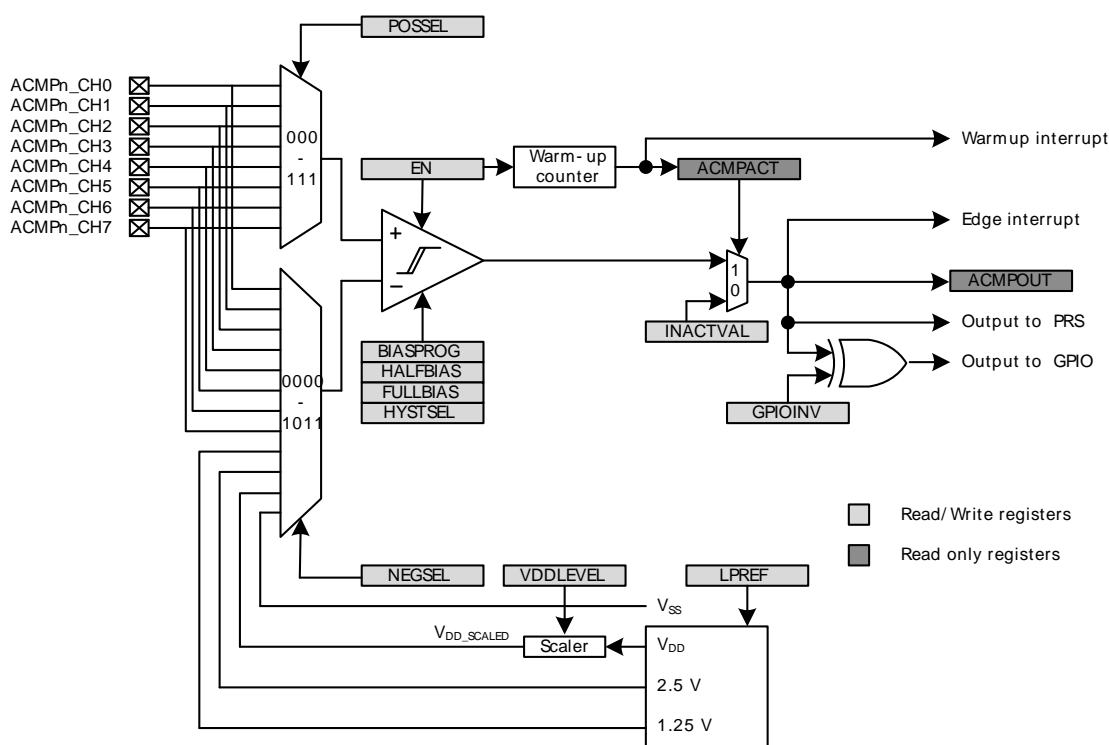 POSSEL
ACMPn_CH0
ACMPn_CH1
ACMPn_CH2
ACMPn_CH3
ACMPn_CH4
ACMPn_CH5
ACMPn_CH6
ACMPn_CH7
000
-
111
EN
Warm-up
counter
ACMPACT
Warmup interrupt
Edge interrupt
+
−
1
0
ACMPOUT
INACTVAL
Output to PRS
Output to GPIO
GPIOINV
BIASPROG
HALFBIAS
FULLBIAS
HYSTSEL
0000
-
1011
Read/Write registers
Read only registers
NEGSEL
VDDLEVEL
LPREF
VSS
VDD_SCALED
Scaler
VDD
2.5 V
1.25 V